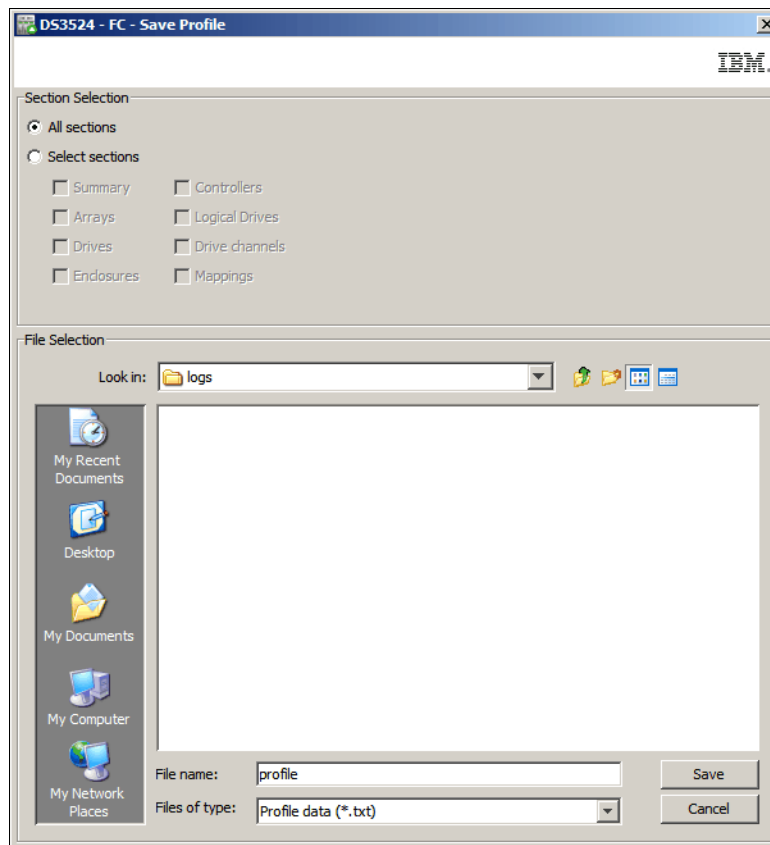 DS3524 - FC - Save Profile
IBM.
Section Selection
All sections
Select sections
Summary Controllers
Arrays Logical Drives
Drives Drive channels
Enclosures Mappings
File Selection
Look in: logs
My Recent
Documents
Desktop
My Documents
My Computer
My Network
Places
File name: profile
Save
Files of type: Profile data (*.txt)
Cancel